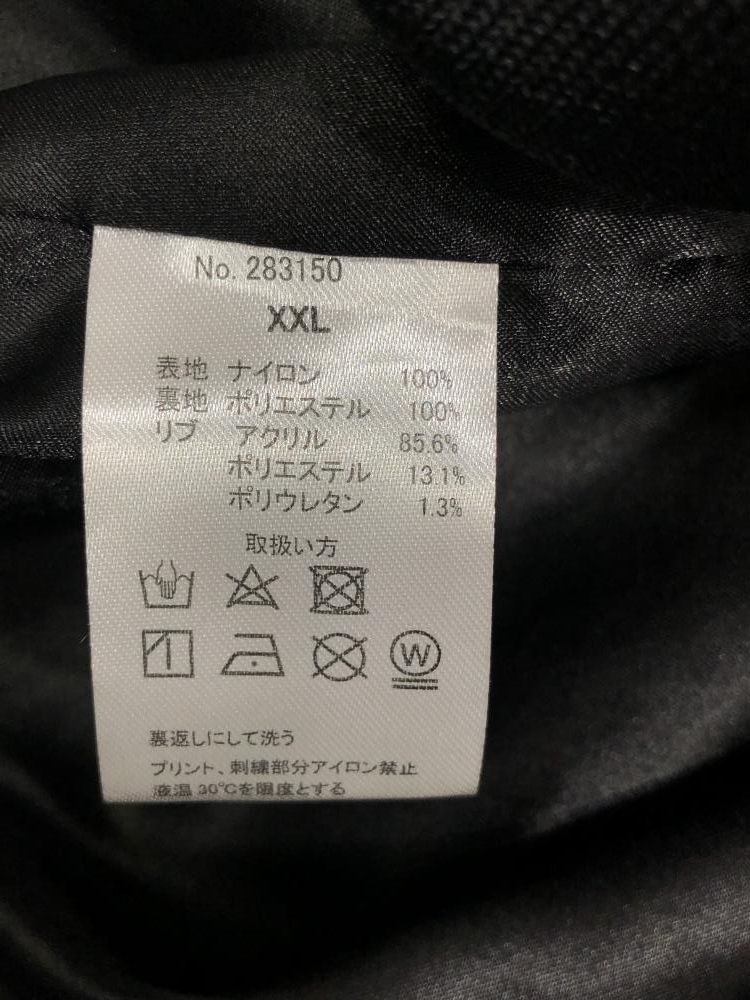 No. 283150
XXL
表地 ナイロン 100%
裏地 ポリエステル 100%
リブ アクリル 85.6%
ポリエステル 13.1%
ポリウレタン 1.3%
取扱い方
W
裏返しにして洗う
プリント、刺繍部分アイロン禁止
液温 30℃を限度とする